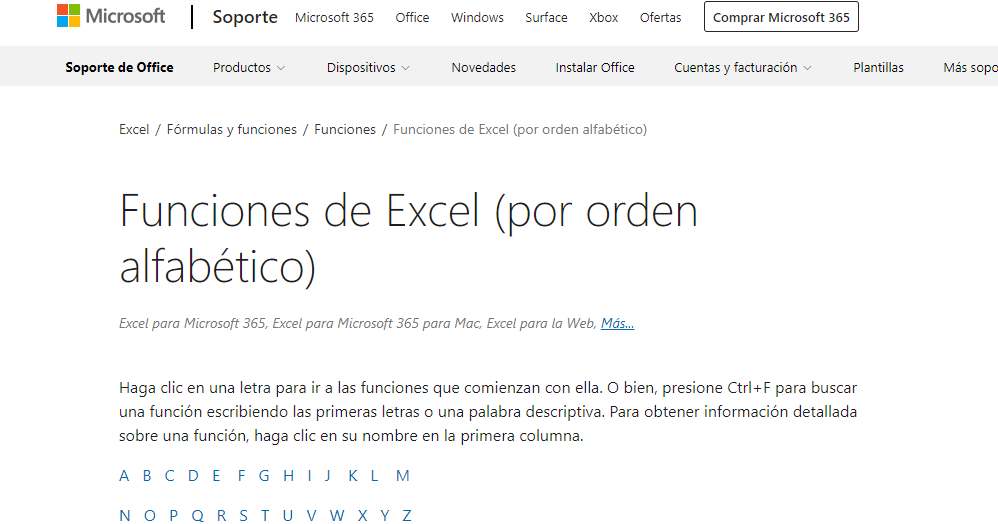 Microsoft Soporte Microsoft 365 Office Windows Surface Xbox Ofertas Comprar Microsoft 365
Soporte de Office Productos Dispositivos Novedades Instalar Office Cuentas y facturación Plantillas Más sopo
Excel / Fórmulas y funciones / Funciones / Funciones de Excel (por orden alfabético)
Funciones de Excel (por orden
alfabético)
Excel para Microsoft 365, Excel para Microsoft 365 para Mac, Excel para la Web, Más...
Haga clic en una letra para ir a las funciones que comienzan con ella. O bien, presione Ctrl+F para buscar
una función escribiendo las primeras letras o una palabra descriptiva. Para obtener información detallada
sobre una función, haga clic en su nombre en la primera columna.
A B C D E F G H I J K L M
N O P Q R S T U V W X Y Z